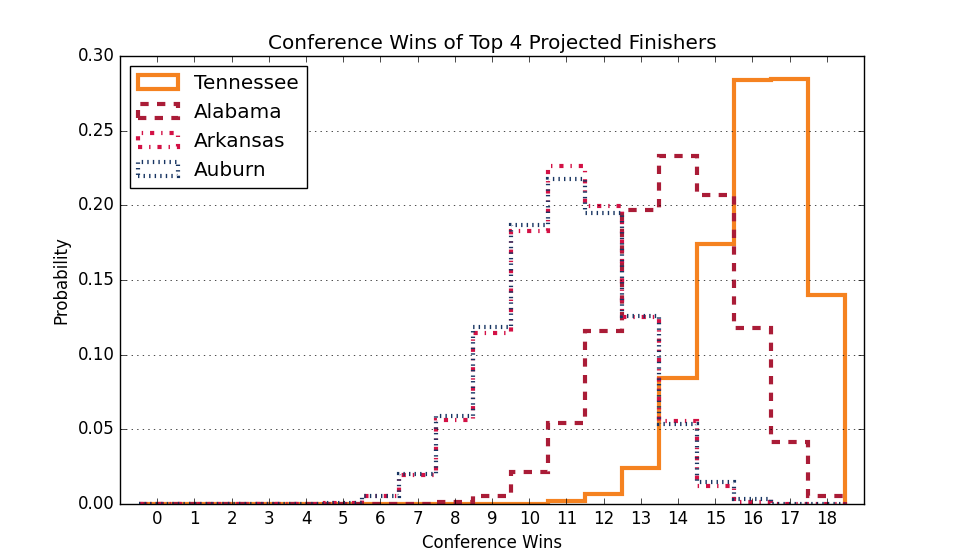 Conference Wins of Top 4 Projected Finishers
0.30
0.25
0.20
0.15
0.10
0.05
0.00
Probability
Tennessee
Alabama
Arkansas
Auburn
0 1 2 3 4 5 6 7 8 9 10 11 12 13 14 15 16 17 18
Conference Wins